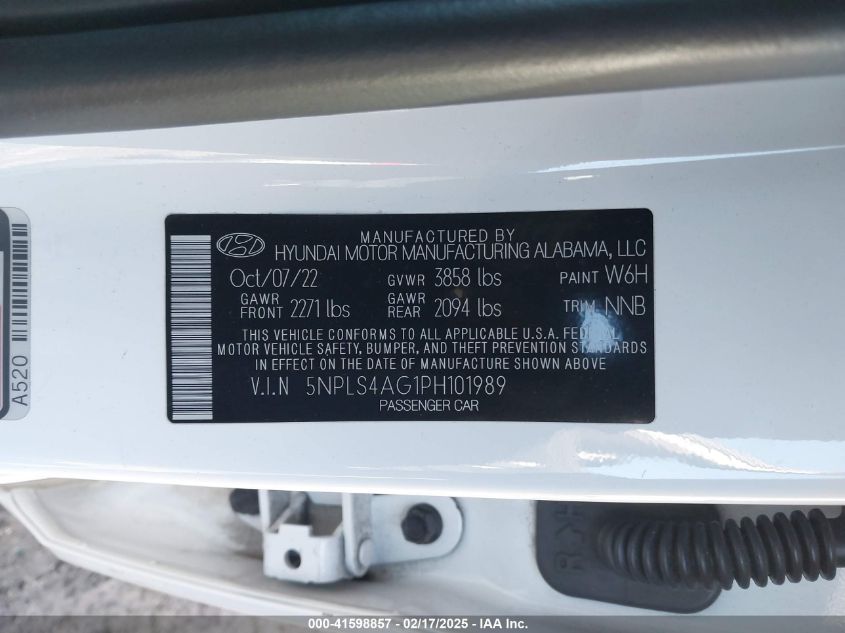 MANUFACTURED BY
HYUNDAI MOTOR MANUFACTURING ALABAMA, LLC
Oct/07/22 GVWR 3858 lbs PAINT W6H
GAWR FRONT 2271 lbs GAWR REAR 2094 lbs TRIM NNB
THIS VEHICLE CONFORMS TO ALL APPLICABLE U.S.A. FEDERAL
MOTOR VEHICLE SAFETY, BUMPER, AND THEFT PREVENTION STANDARDS
IN EFFECT ON THE DATE OF MANUFACTURE SHOWN ABOVE
V.I.N 5NPLS4AG1PH101989
PASSENGER CAR
A520
000-41598857 - 02/17/2025 - IAAI.com